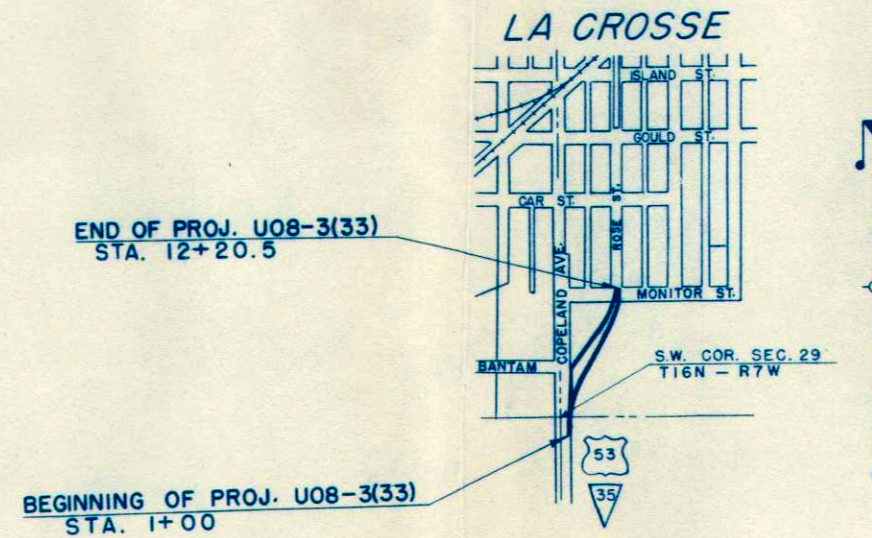 LA CROSSE
ISLAND ST.
GOULD ST.
CAR ST.
ROSE ST.
END OF PROJ. U08-3(33)
STA. 12+20.5
COPELAND AVE.
MONITOR ST.
BANTAM
S.W. COR. SEC. 29
T16N - R7W
53
35
BEGINNING OF PROJ. U08-3(33)
STA. 1+00